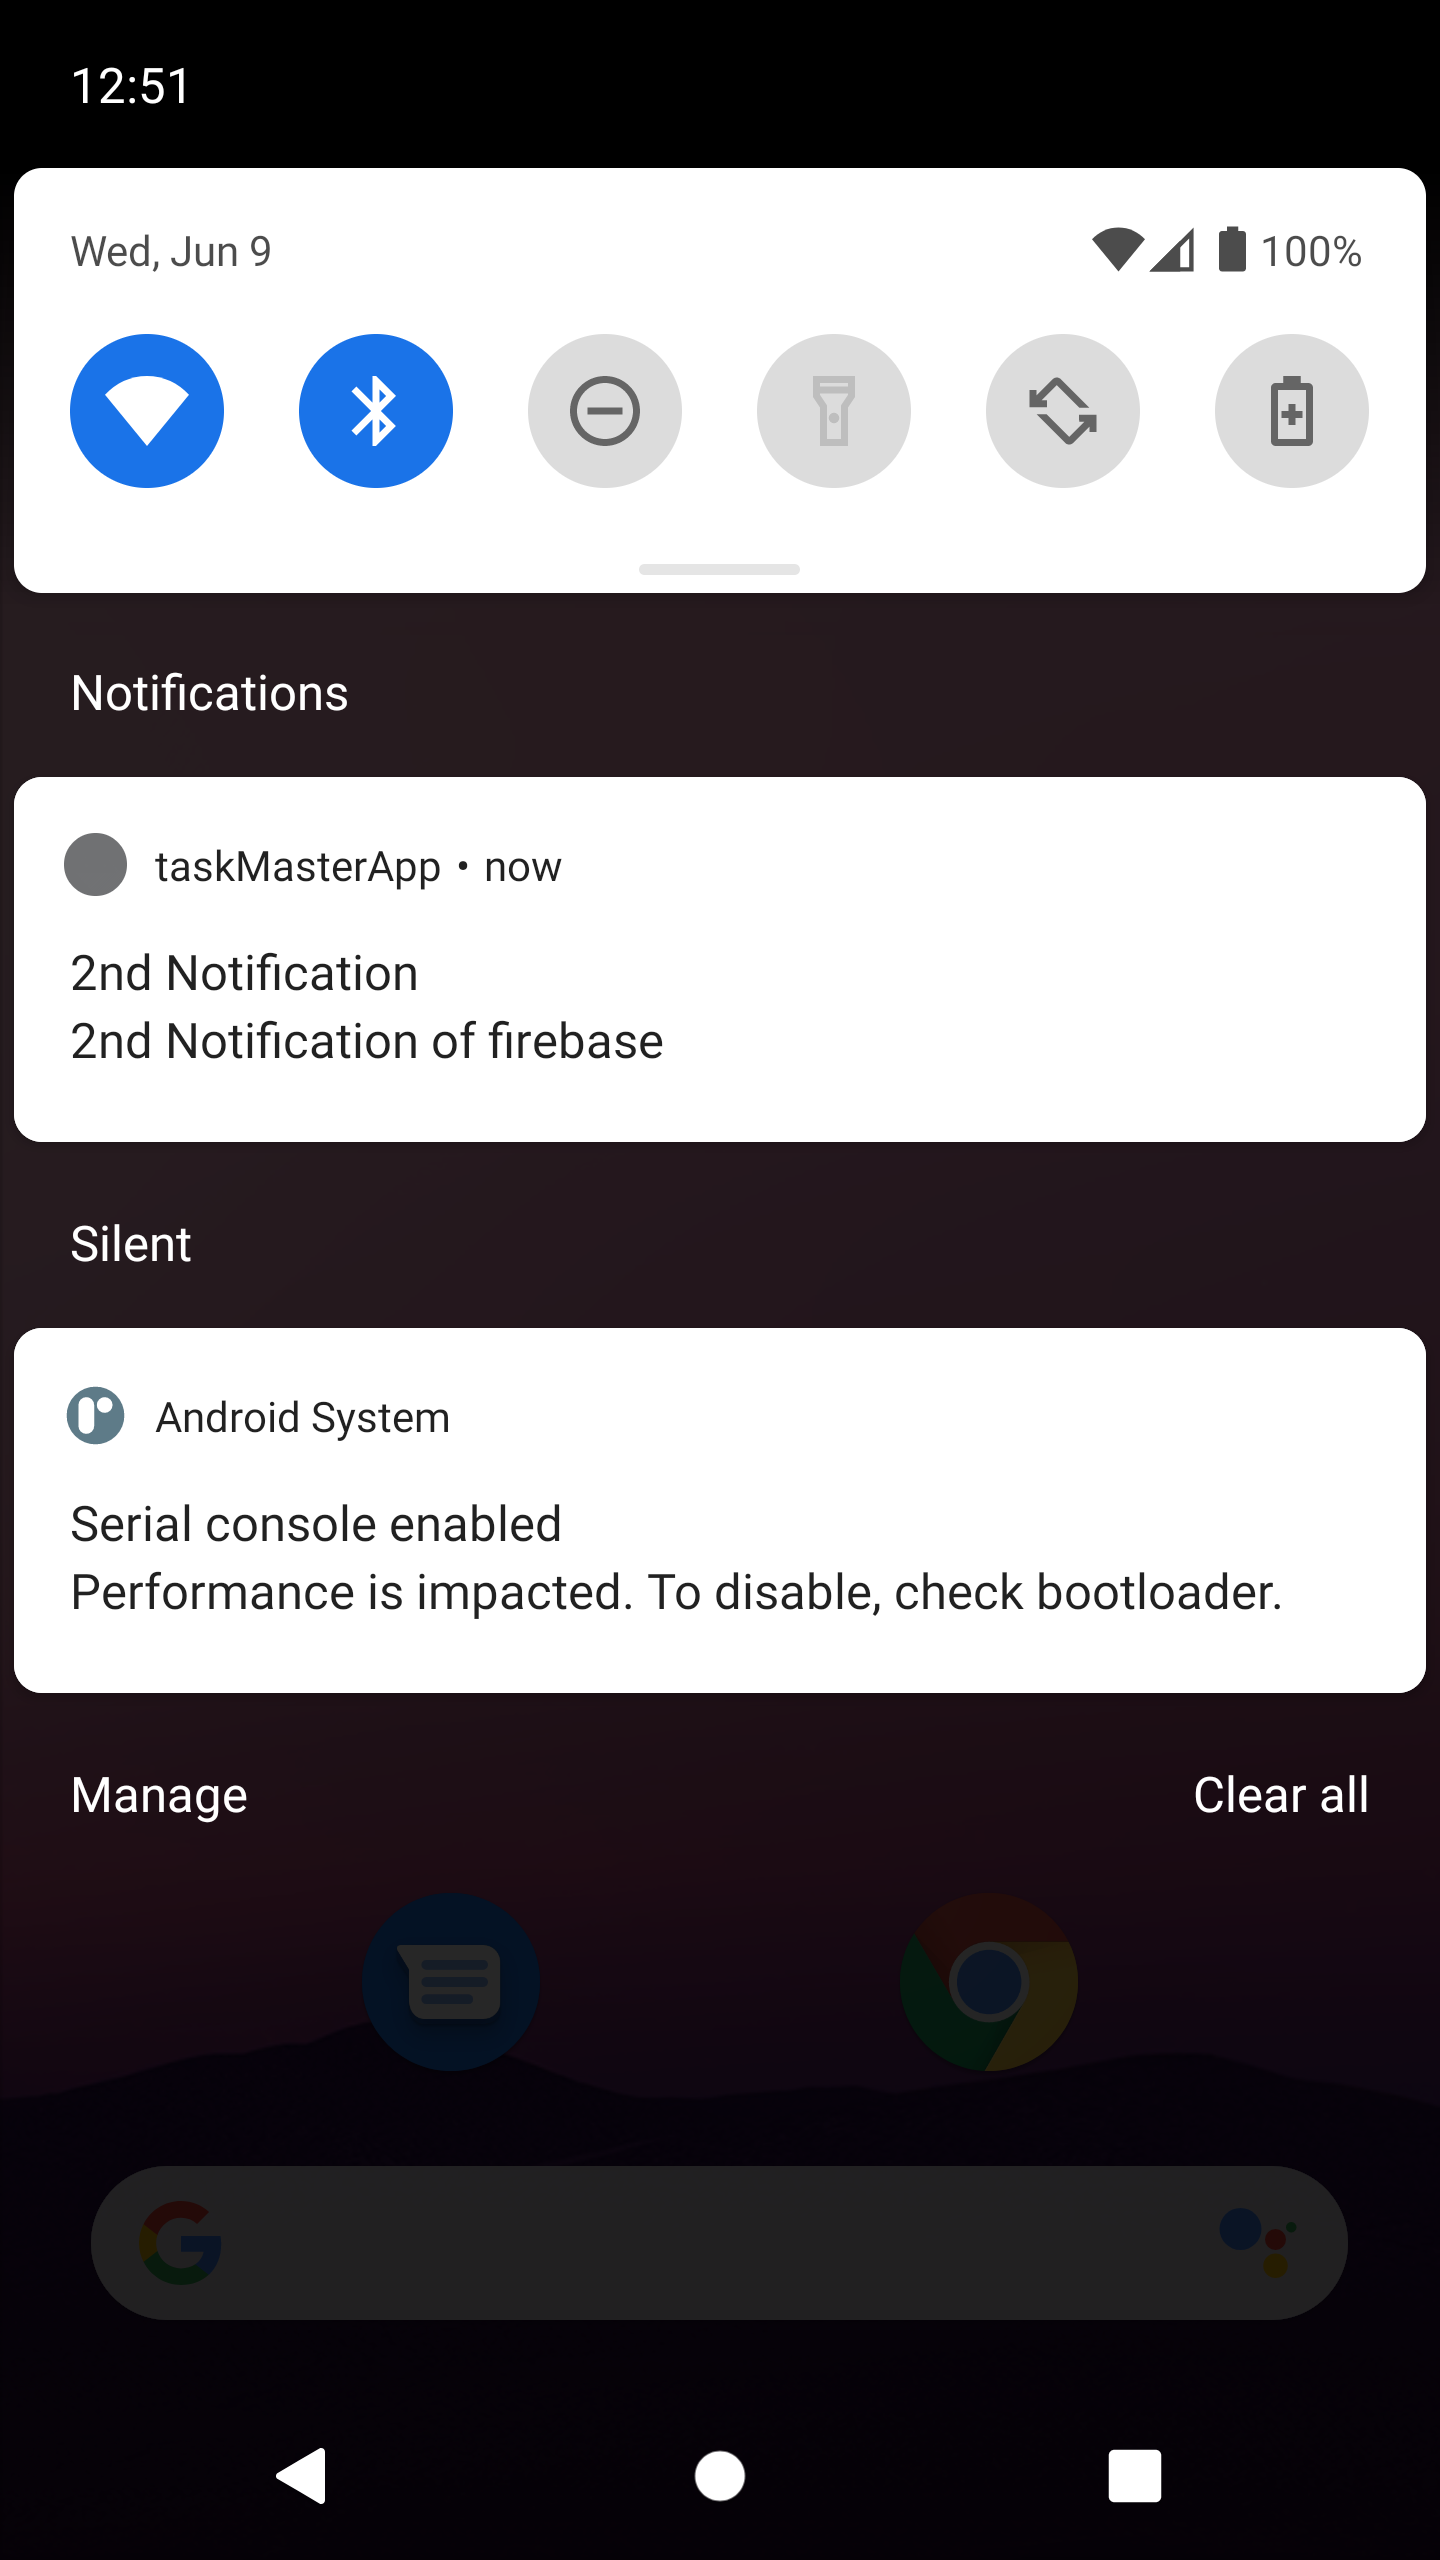 12:51
Wed, Jun 9 100%
Notifications
taskMasterApp • now
2nd Notification
2nd Notification of firebase
Silent
Android System
Serial console enabled
Performance is impacted. To disable, check bootloader.
Manage Clear all